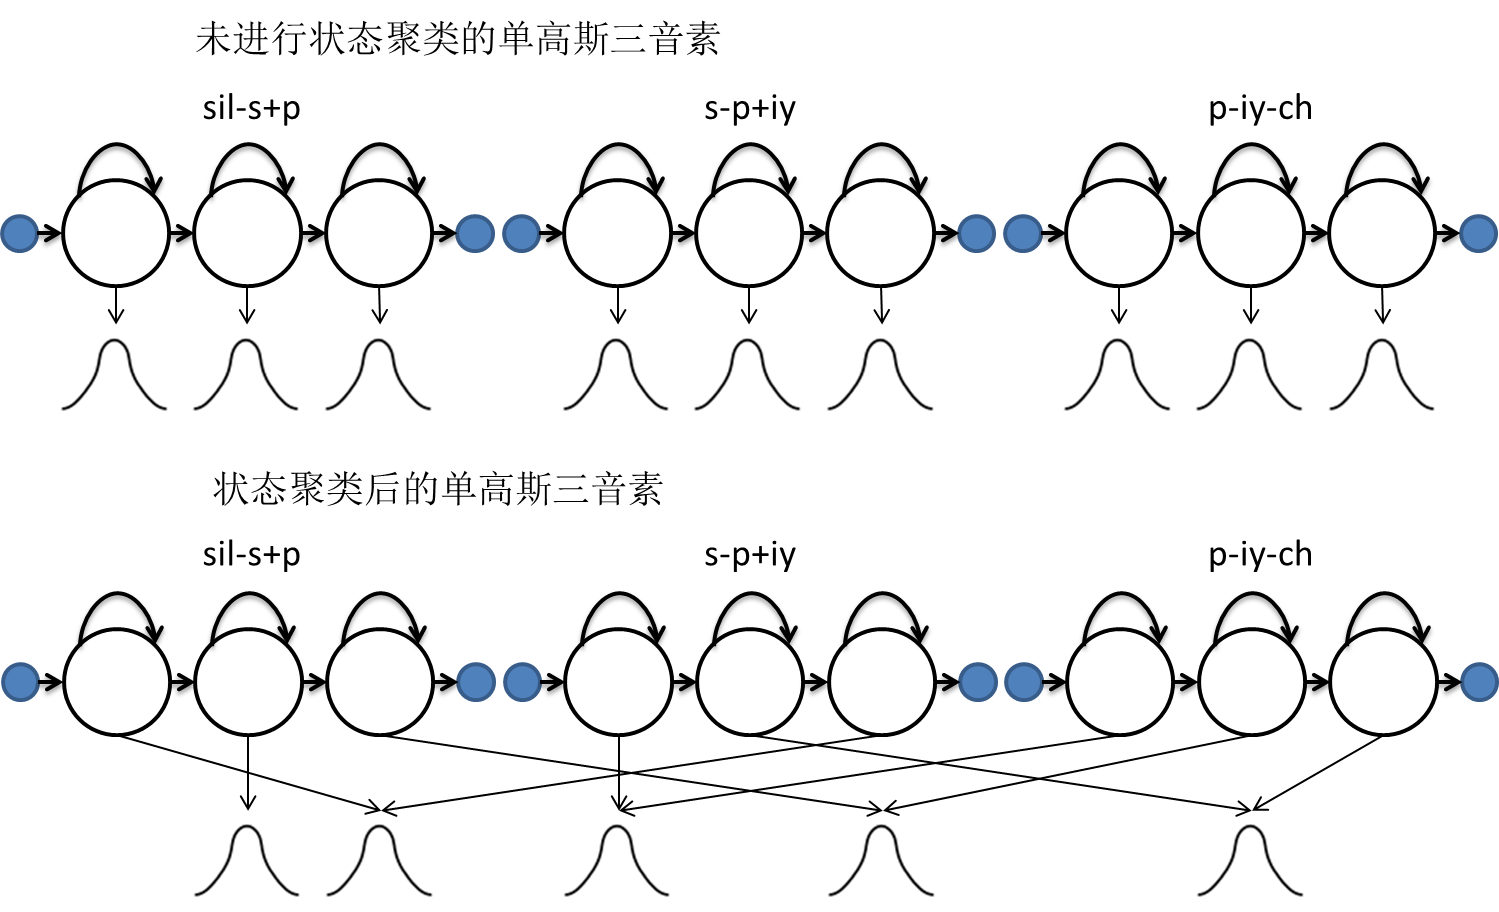 未进行状态聚类的单高斯三音素
sil-s+p s-p+iy p-iy-ch
状态聚类后的单高斯三音素
sil-s+p s-p+iy p-iy-ch